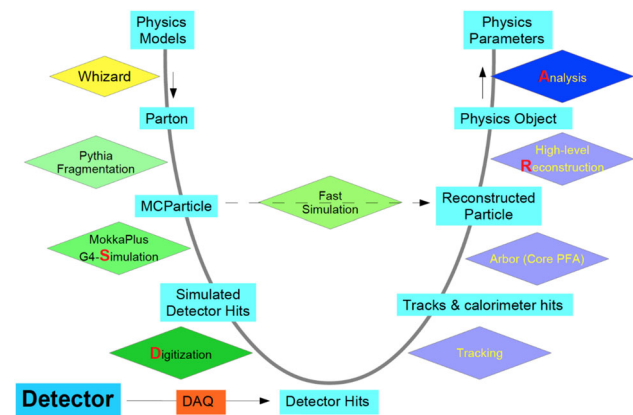 Physics
Models
Physics
Parameters
Whizard
Analysis
Parton
Physics Object
Pythia
Fragmentation
High-level
Reconstruction
MCParticle
Fast
Simulation
Reconstructed
Particle
MokkaPlus
G4-Simulation
Arbor (Core PFA)
Simulated
Detector Hits
Tracks & calorimeter hits
Digitization
Tracking
Detector
DAQ
Detector Hits